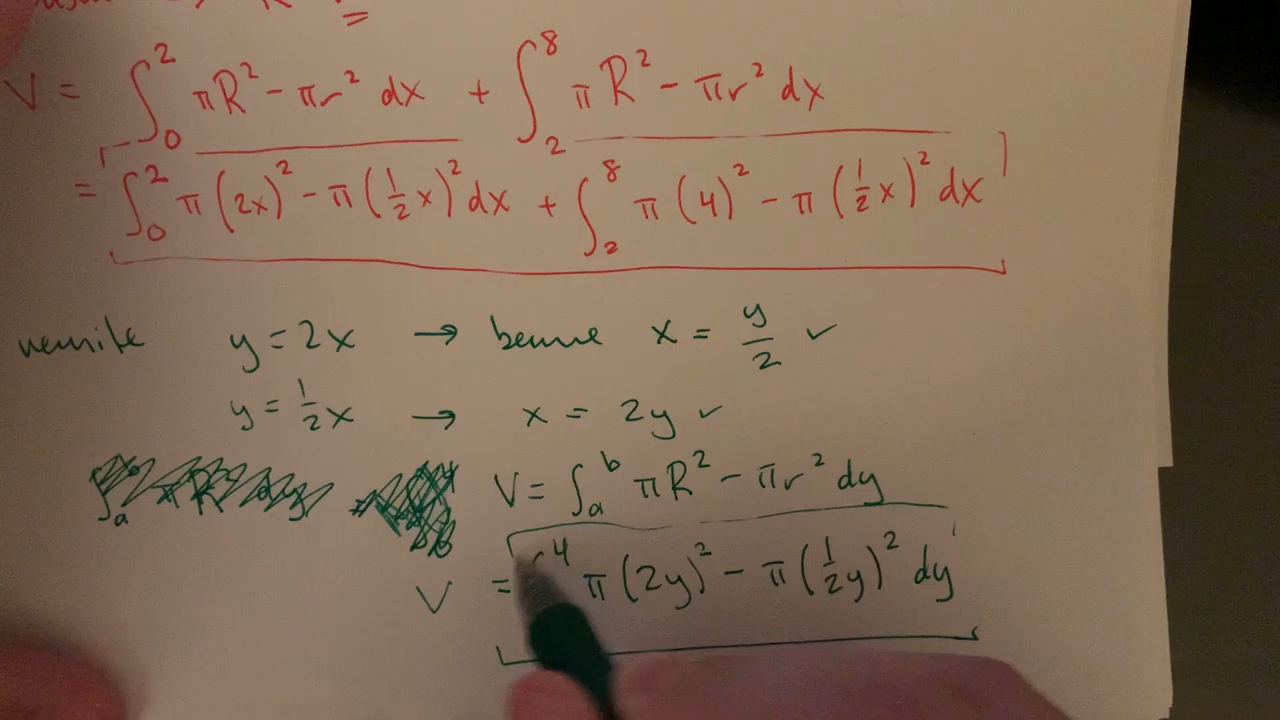 V = ∫₀² πR² - πr² dx + ∫₂⁸ πR² - πr² dx
= ∫₀² π(2x)² - π(½x)² dx + ∫₂⁸ π(4)² - π(½x)² dx
rewrite y = 2x → become x = y/2 ✓
y = ½x → x = 2y ✓
V = ∫ₐᵇ πR² - πr² dy
V = ∫⁴ π(2y)² - π(½y)² dy